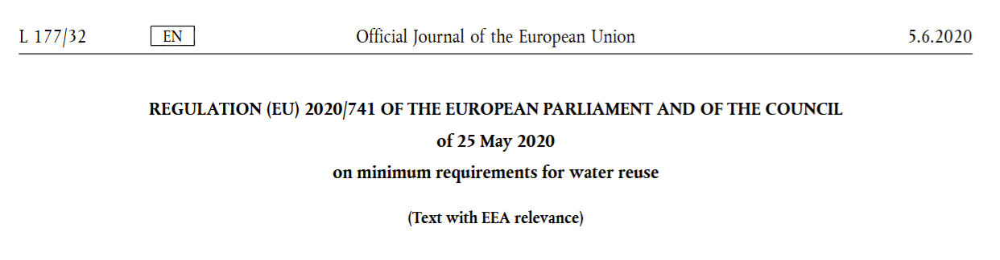 L 177/32 EN Official Journal of the European Union 5.6.2020
REGULATION (EU) 2020/741 OF THE EUROPEAN PARLIAMENT AND OF THE COUNCIL
of 25 May 2020
on minimum requirements for water reuse
(Text with EEA relevance)